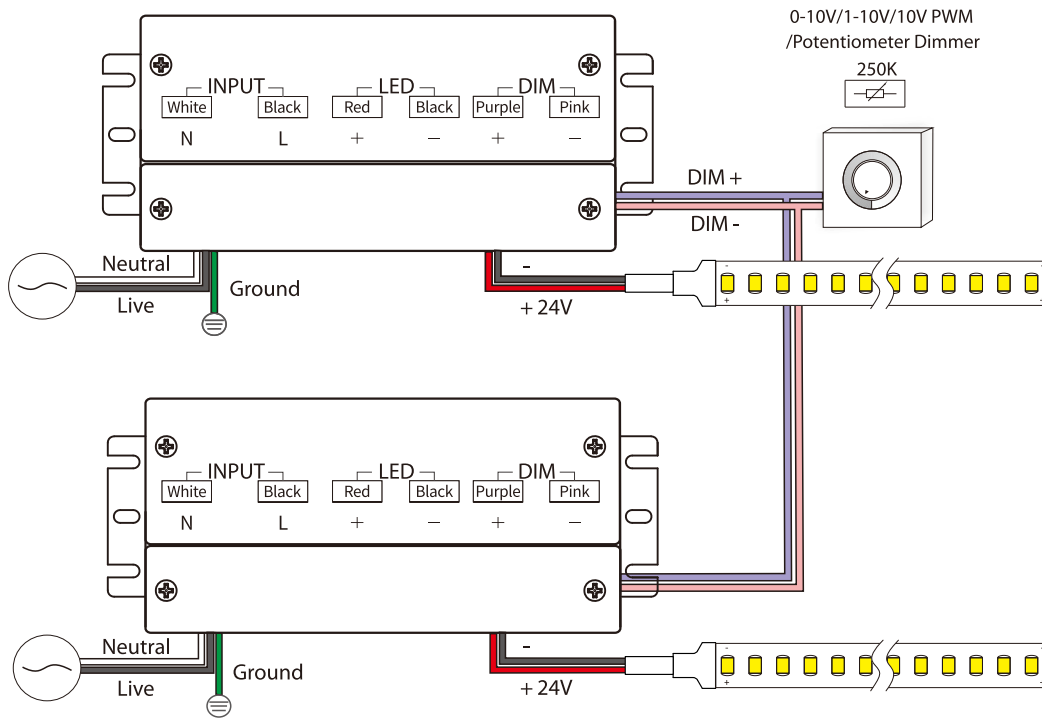 0-10V/1-10V/10V PWM
/Potentiometer Dimmer
250K
INPUT LED DIM
White Black Red Black Purple Pink
N L + − + −
DIM +
DIM -
Neutral
Live
Ground
-
+ 24V
- -
+ +
INPUT LED DIM
White Black Red Black Purple Pink
N L + − + −
Neutral
Live
Ground
-
+ 24V
- -
+ +